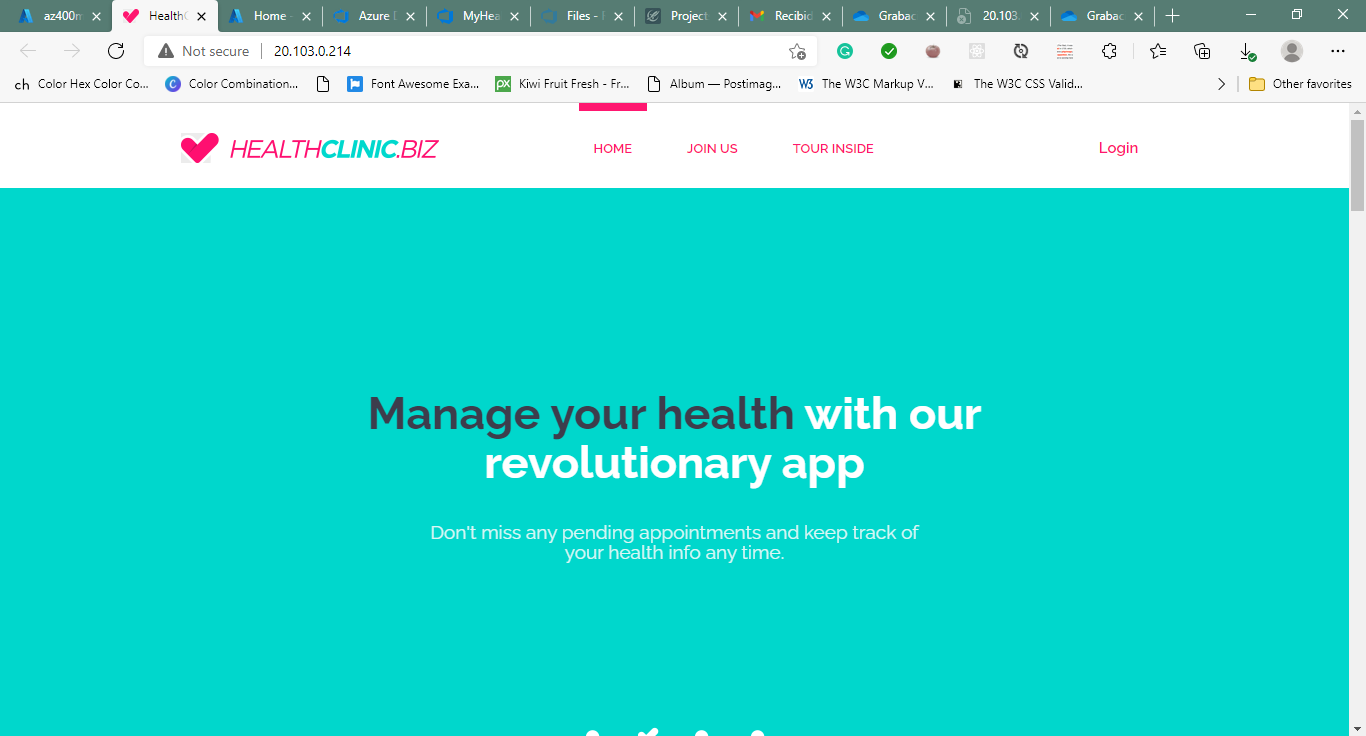 az400m
HealthC
Home -
Azure D
MyHea
Files -
Project
Recibid
Grabac
20.103.
Grabac
Not secure
20.103.0.214
ch Color Hex Color Co...
C Color Combination...
Font Awesome Exa...
px Kiwi Fruit Fresh - Fr...
Album — Postimag...
W3 The W3C Markup V...
The W3C CSS Valid...
Other favorites
HEALTHCLINIC.BIZ
HOME
JOIN US
TOUR INSIDE
Login
Manage your health with our
revolutionary app
Don't miss any pending appointments and keep track of
your health info any time.